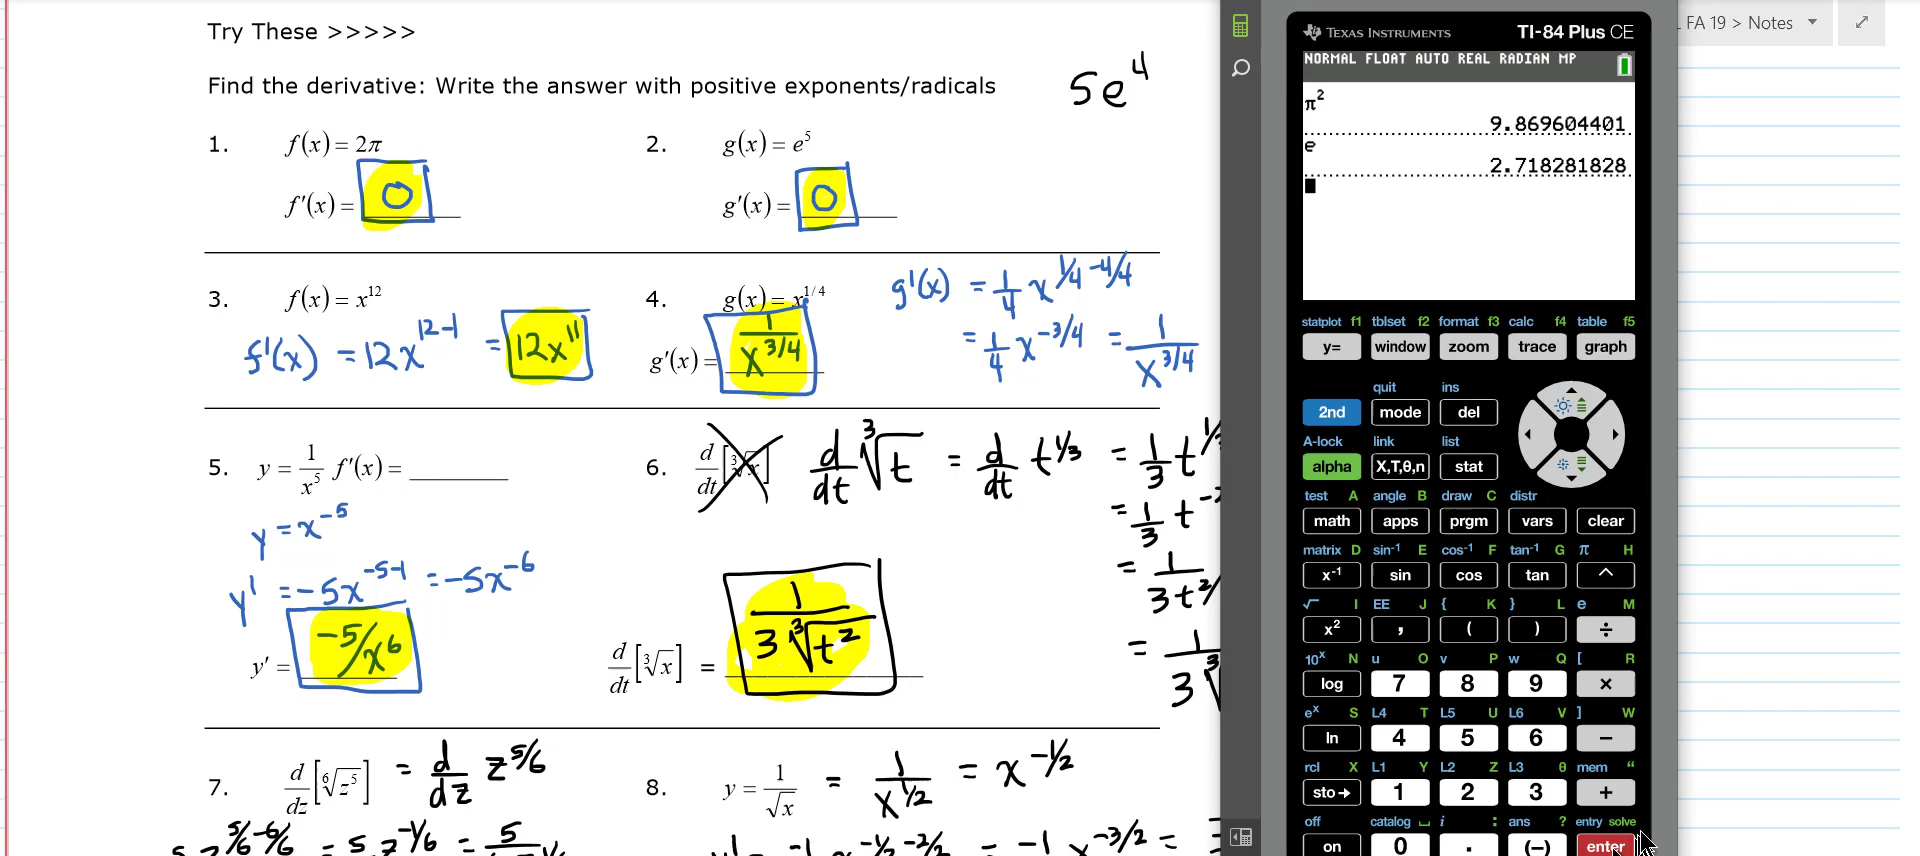 Try These >>>>>
FA 19 > Notes
Find the derivative: Write the answer with positive exponents/radicals
5e⁴
1. f(x) = 2π
f'(x) = 0
2. g(x) = e⁵
g'(x) = 0
3. f(x) = x¹²
f'(x) = 12x^(12-1) = 12x¹¹
4. g(x) = x^(1/4)
g'(x) = 1/x^(3/4)
g'(x) = 1/4 x^(1/4-4/4)
= 1/4 x^(-3/4) = 1/x^(3/4)
5. y = 1/x⁵ f'(x) =
y = x^(-5)
y' = -5x^(-5-1) = -5x^(-6)
y' = -5/x⁶
6. d/dt [∛x] d/dt ∛t = d/dt t^(1/3) = 1/3 t
= 1/3 t
= 1/3t²/
= 1/3∛
d/dt [∛x] = 1/(3∛t²)
7. d/dz [⁶√z⁵] = d/dz z^(5/6)
8. y = 1/√x = 1/x^(1/2) = x^(-1/2)
TEXAS INSTRUMENTS TI-84 Plus CE
NORMAL FLOAT AUTO REAL RADIAN MP
π²
9.869604401
e
2.718281828
statplot f1 tblset f2 format f3 calc f4 table f5
y= window zoom trace graph
quit ins
2nd mode del
A-lock link list
alpha X,T,θ,n stat
test A angle B draw C distr
math apps prgm vars clear
matrix D sin⁻¹ E cos⁻¹ F tan⁻¹ G π H
x⁻¹ sin cos tan ^
√ I EE J { K } L e M
x² , ( ) ÷
10ˣ N u O v P w Q [ R
log 7 8 9 ×
eˣ S L4 T L5 U L6 V ] W
ln 4 5 6 −
rcl X L1 Y L2 Z L3 θ mem "
sto→ 1 2 3 +
off catalog ␣ i : ans ? entry solve
on 0 . (−) enter